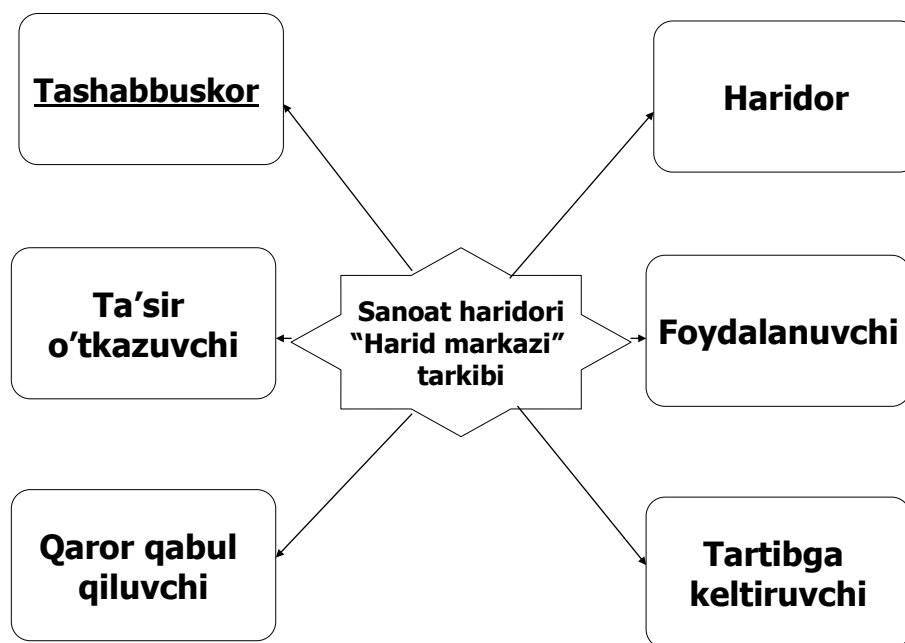 Tashabbuskor
Haridor
Ta’sir
o’tkazuvchi
Sanoat haridori
“Harid markazi”
tarkibi
Foydalanuvchi
Qaror qabul
qiluvchi
Tartibga
keltiruvchi